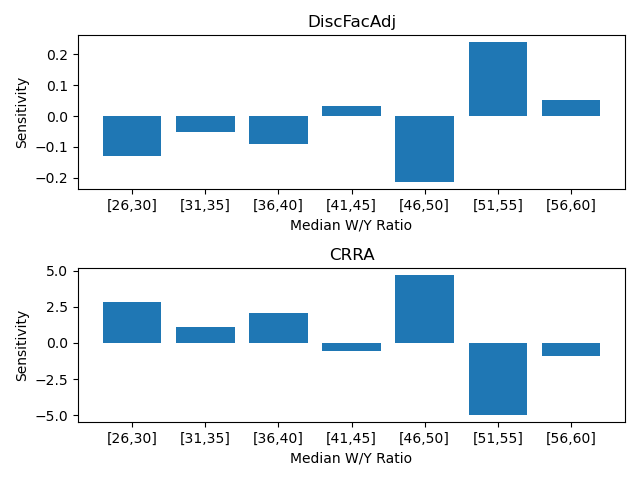 DiscFacAdj
0.2
0.1
0.0
−0.1
−0.2
Sensitivity
[26,30] [31,35] [36,40] [41,45] [46,50] [51,55] [56,60]
Median W/Y Ratio
CRRA
5.0
2.5
0.0
−2.5
−5.0
Sensitivity
[26,30] [31,35] [36,40] [41,45] [46,50] [51,55] [56,60]
Median W/Y Ratio